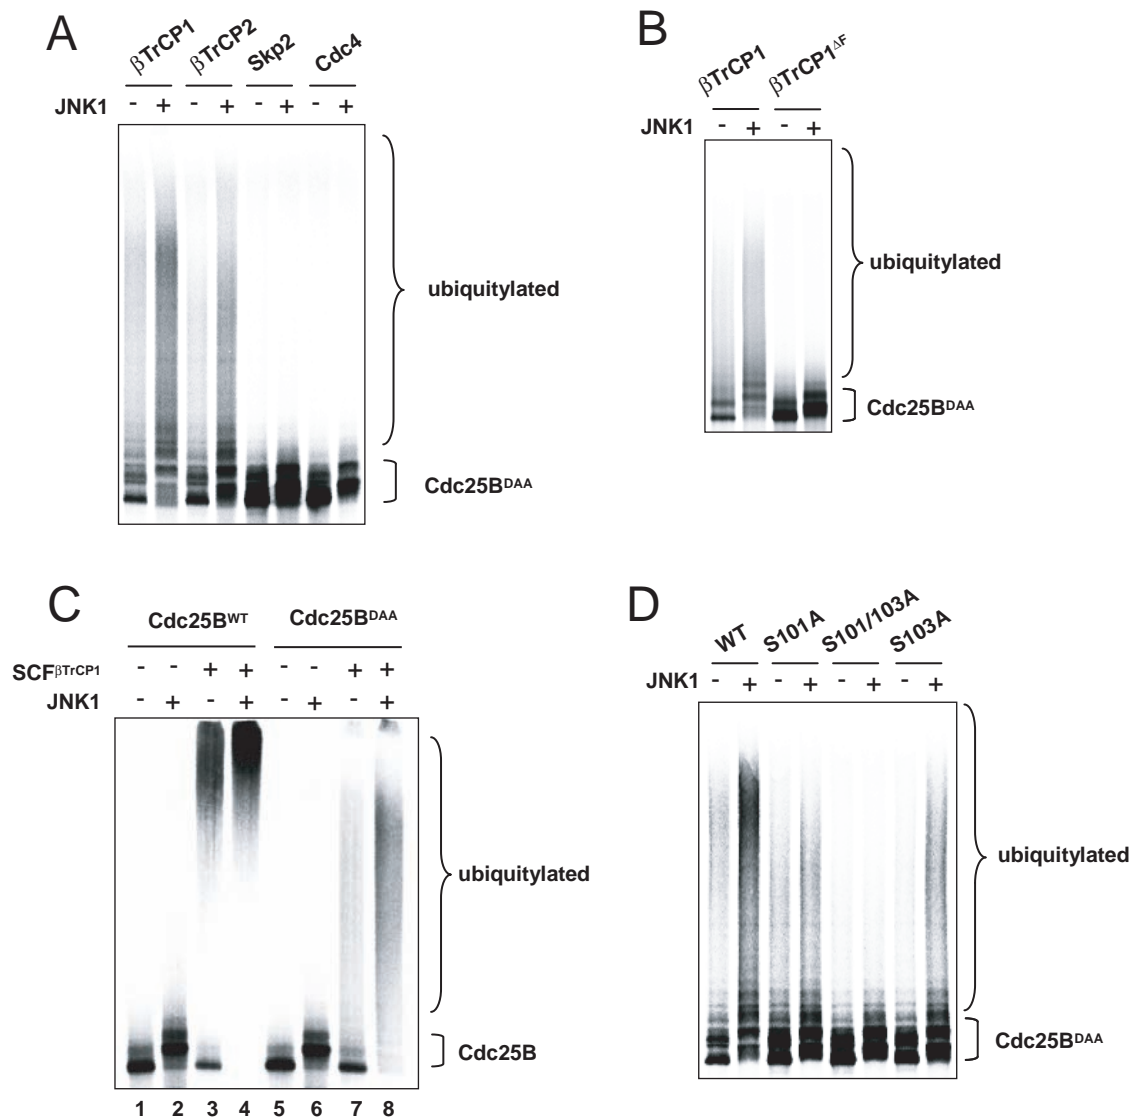 A
βTrCP1 βTrCP2 Skp2 Cdc4
JNK1 - + - + - + - +
ubiquitylated
Cdc25BDAA
B
βTrCP1 βTrCP1ΔF
JNK1 - + - +
ubiquitylated
Cdc25BDAA
C
Cdc25BWT Cdc25BDAA
SCFβTrCP1 - - + + - - + +
JNK1 - + - + - + - +
ubiquitylated
Cdc25B
1 2 3 4 5 6 7 8
D
WT S101A S101/103A S103A
JNK1 - + - + - + - +
ubiquitylated
Cdc25BDAA